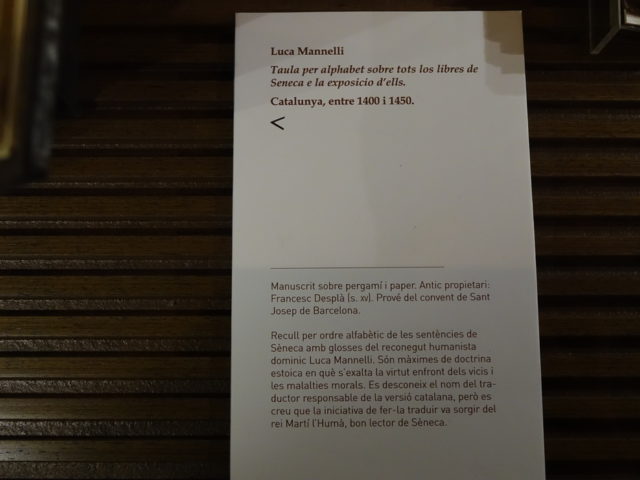 Luca Mannelli
Taula per alphabet sobre tots los libres de
Seneca e la exposicio d'ells.
Catalunya, entre 1400 i 1450.
<
Manuscrit sobre pergamí i paper. Antic propietari:
Francesc Desplà (s. XV). Prové del convent de Sant
Josep de Barcelona.
Recull per ordre alfabètic de les sentències de
Sèneca amb glosses del reconegut humanista
dominic Luca Mannelli. Són màximes de doctrina
estoica en què s'exalta la virtut enfront dels vicis i
les malalties morals. Es desconeix el nom del tra-
ductor responsable de la versió catalana, però es
creu que la iniciativa de fer-la traduir va sorgir del
rei Martí l'Humà, bon lector de Sèneca.